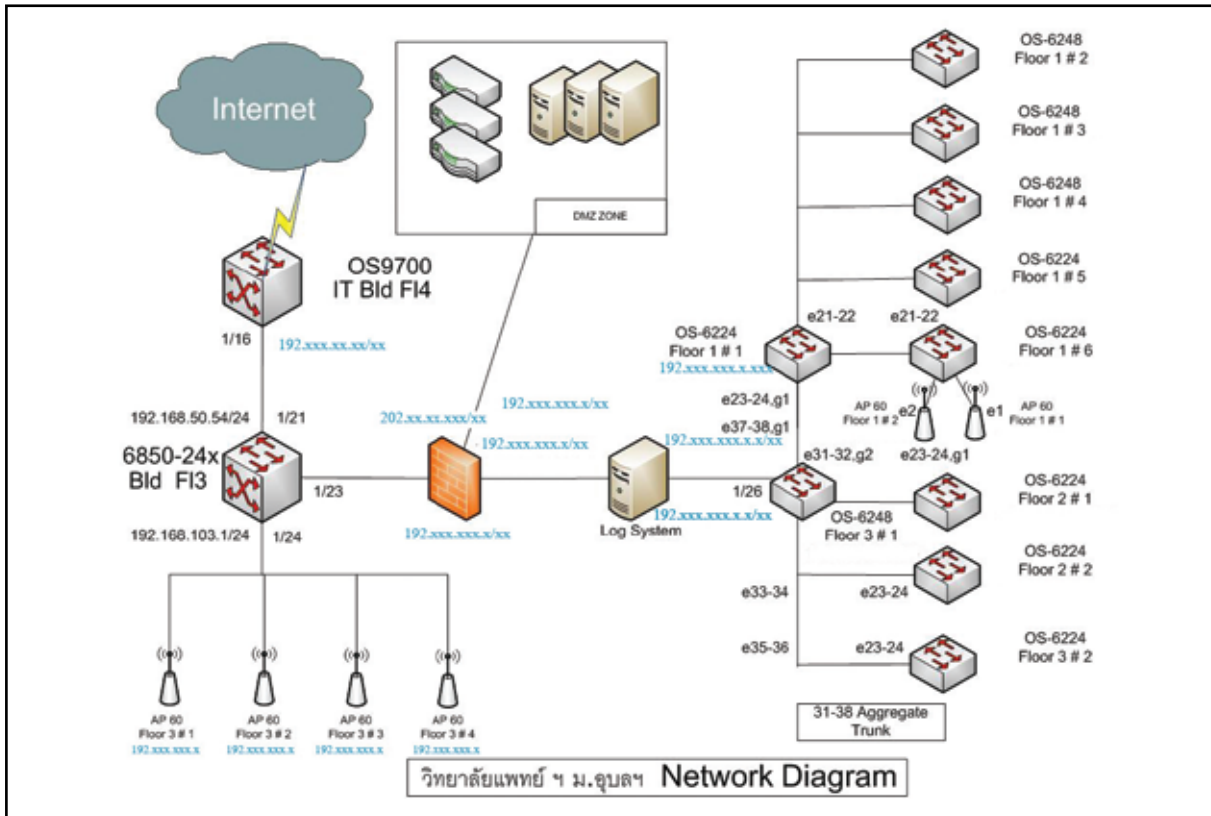 Internet
DMZ ZONE
OS9700
IT Bld Fl4
1/16
192.xxx.xx.xx/xx
192.168.50.54/24
1/21
6850-24x
Bld Fl3
1/23
192.168.103.1/24
1/24
202.xx.xx.xxx/xx
192.xxx.xxx.x/xx
192.xxx.xxx.x/xx
192.xxx.xxx.x/xx
Log System
192.xxx.xxx.x.x/xx
192.xxx.xxx.x.x/xx
1/26
OS-6248
Floor 1 # 2
OS-6248
Floor 1 # 3
OS-6248
Floor 1 # 4
OS-6224
Floor 1 # 5
e21-22
e21-22
OS-6224
Floor 1 # 1
192.xxx.xxx.x.xxx
OS-6224
Floor 1 # 6
e23-24,g1
e37-38,g1
AP 60
Floor 1 # 2
e2
e1
AP 60
Floor 1 # 1
e31-32,g2
e23-24,g1
OS-6248
Floor 3 # 1
OS-6224
Floor 2 # 1
e33-34
e23-24
OS-6224
Floor 2 # 2
e35-36
e23-24
OS-6224
Floor 3 # 2
31-38 Aggregate
Trunk
AP 60
Floor 3 # 1
192.xxx.xxx.x
AP 60
Floor 3 # 2
192.xxx.xxx.x
AP 60
Floor 3 # 3
192.xxx.xxx.x
AP 60
Floor 3 # 4
192.xxx.xxx.x
วิทยาลัยแพทย์ ฯ ม.อุบลฯ Network Diagram